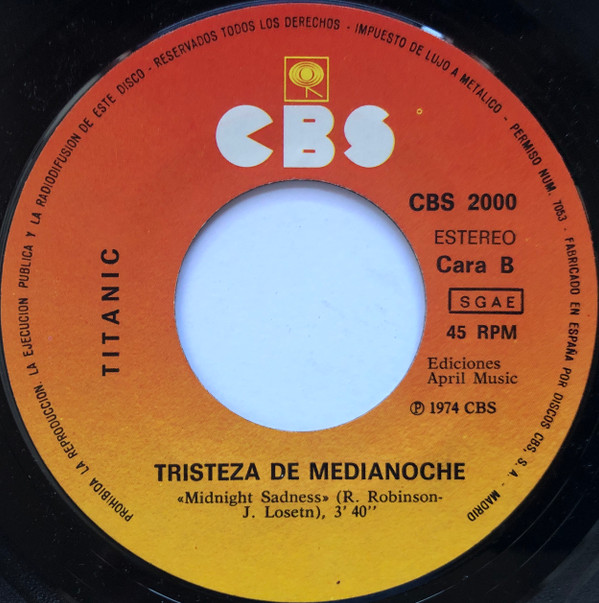 PROHIBIDA LA REPRODUCCION, LA EJECUCION PUBLICA Y LA RADIODIFUSION DE ESTE DISCO - RESERVADOS TODOS LOS DERECHOS - IMPUESTO DE LUJO A METALICO - PERMISO NUM. 7053 - FABRICADO EN ESPAÑA POR DISCOS CBS, S. A. - MADRID
CBS
CBS 2000
ESTEREO
Cara B
SGAE
45 RPM
Ediciones
April Music
℗ 1974 CBS
TITANIC
TRISTEZA DE MEDIANOCHE
«Midnight Sadness» (R. Robinson-
J. Losetn), 3' 40''